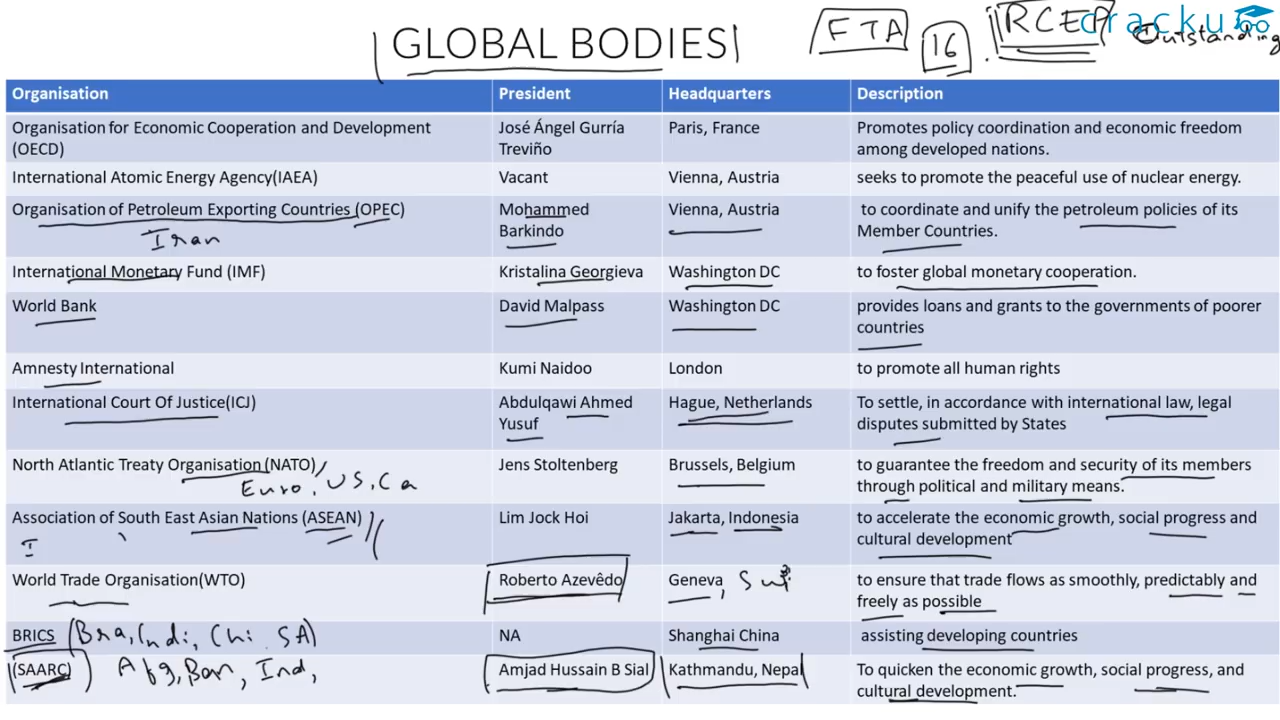 GLOBAL BODIES
FTA
16
RCEP
cracku
Outstanding
Organisation President Headquarters Description
Organisation for Economic Cooperation and Development (OECD) José Ángel Gurría Treviño Paris, France Promotes policy coordination and economic freedom among developed nations.
International Atomic Energy Agency(IAEA) Vacant Vienna, Austria seeks to promote the peaceful use of nuclear energy.
Organisation of Petroleum Exporting Countries (OPEC) Mohammed Barkindo Vienna, Austria to coordinate and unify the petroleum policies of its Member Countries.
Iran
International Monetary Fund (IMF) Kristalina Georgieva Washington DC to foster global monetary cooperation.
World Bank David Malpass Washington DC provides loans and grants to the governments of poorer countries
Amnesty International Kumi Naidoo London to promote all human rights
International Court Of Justice(ICJ) Abdulqawi Ahmed Yusuf Hague, Netherlands To settle, in accordance with international law, legal disputes submitted by States
North Atlantic Treaty Organisation (NATO) Jens Stoltenberg Brussels, Belgium to guarantee the freedom and security of its members through political and military means.
Euro, US, Ca
Association of South East Asian Nations (ASEAN) Lim Jock Hoi Jakarta, Indonesia to accelerate the economic growth, social progress and cultural development
I
World Trade Organisation(WTO) Roberto Azevêdo Geneva, Swi to ensure that trade flows as smoothly, predictably and freely as possible
BRICS (Bra, Indi, Chi SA) NA Shanghai China assisting developing countries
(SAARC) Afg, Ban, Ind, Amjad Hussain B Sial Kathmandu, Nepal To quicken the economic growth, social progress, and cultural development.